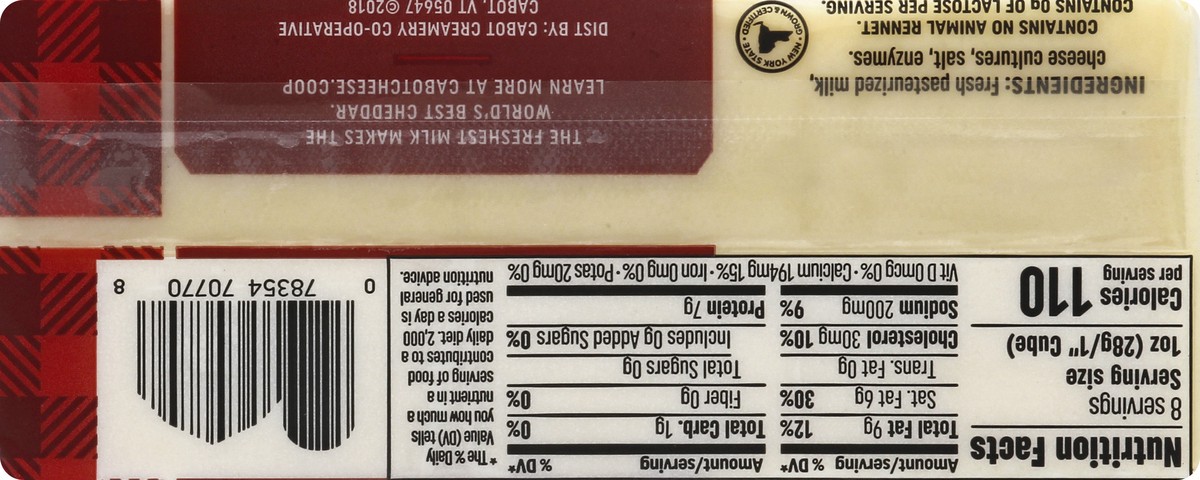 Nutrition Facts
8 servings
Serving size
1oz (28g/1" Cube)
Calories 110
per serving
Amount/serving % DV*
Total Fat 9g 12%
Sat. Fat 6g 30%
Trans. Fat 0g
Cholesterol 30mg 10%
Sodium 200mg 9%
Amount/serving % DV*
Total Carb. 1g 0%
Fiber 0g 0%
Total Sugars 0g
Includes 0g Added Sugars 0%
Protein 7g
Vit D 0mcg 0% • Calcium 194mg 15% • Iron 0mg 0% • Potas 20mg 0%
* The % Daily
Value (DV) tells
you how much a
nutrient in a
serving of food
contributes to a
daily diet. 2,000
calories a day is
used for general
nutrition advice.
0 78354 70770 8
THE FRESHEST MILK MAKES THE
WORLD'S BEST CHEDDAR.
LEARN MORE AT CABOTCHEESE.COOP
DIST BY: CABOT CREAMERY CO-OPERATIVE
CABOT, VT 05647 ©2018
INGREDIENTS: Fresh pasteurized milk,
cheese cultures, salt, enzymes.
CONTAINS NO ANIMAL RENNET.
CONTAINS 0g OF LACTOSE PER SERVING.
NEW YORK STATE • GROWN & CERTIFIED •